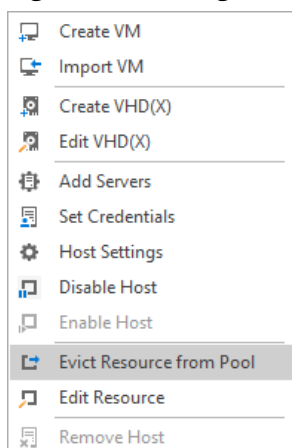 Create VM
Import VM
Create VHD(X)
Edit VHD(X)
Add Servers
Set Credentials
Host Settings
Disable Host
Enable Host
Evict Resource from Pool
Edit Resource
Remove Host